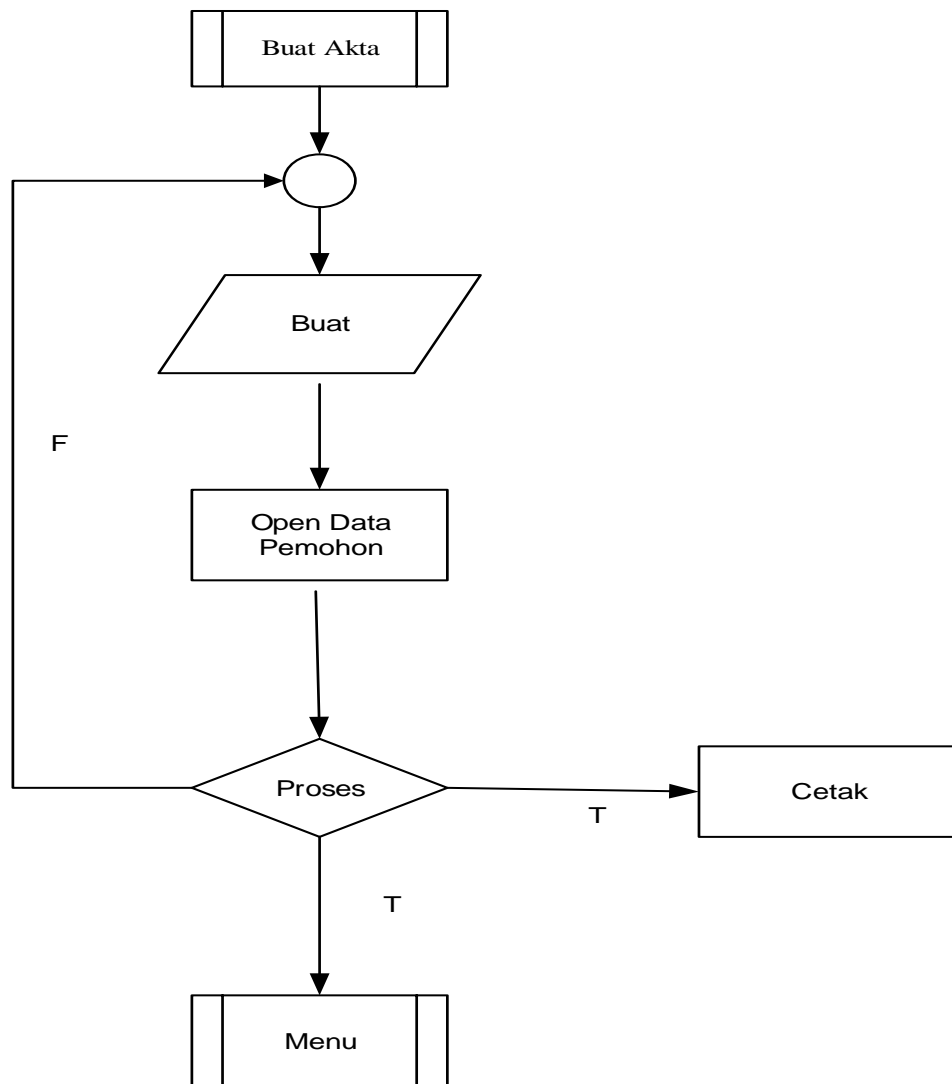 Buat Akta
Buat
F
Open Data
Pemohon
Proses
T
Cetak
T
Menu